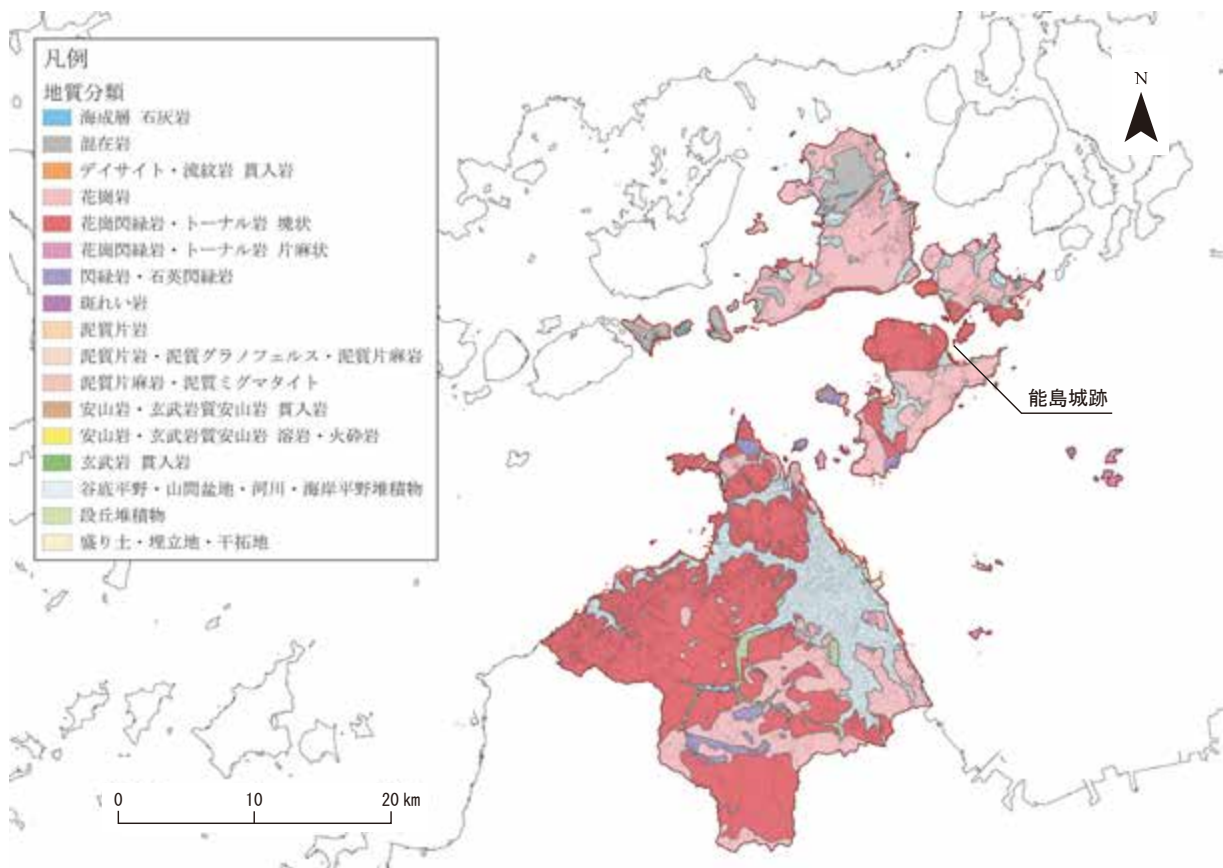 凡例
地質分類
海成層 石灰岩
混在岩
デイサイト・流紋岩 貫入岩
花崗岩
花崗閃緑岩・トーナル岩 塊状
花崗閃緑岩・トーナル岩 片麻状
閃緑岩・石英閃緑岩
斑れい岩
泥質片岩
泥質片岩・泥質グラノフェルス・泥質片麻岩
泥質片麻岩・泥質ミグマタイト
安山岩・玄武岩質安山岩 貫入岩
安山岩・玄武岩質安山岩 溶岩・火砕岩
玄武岩 貫入岩
谷底平野・山間盆地・河川・海岸平野堆積物
段丘堆積物
盛り土・埋立地・干拓地
N
能島城跡
0 10 20 km